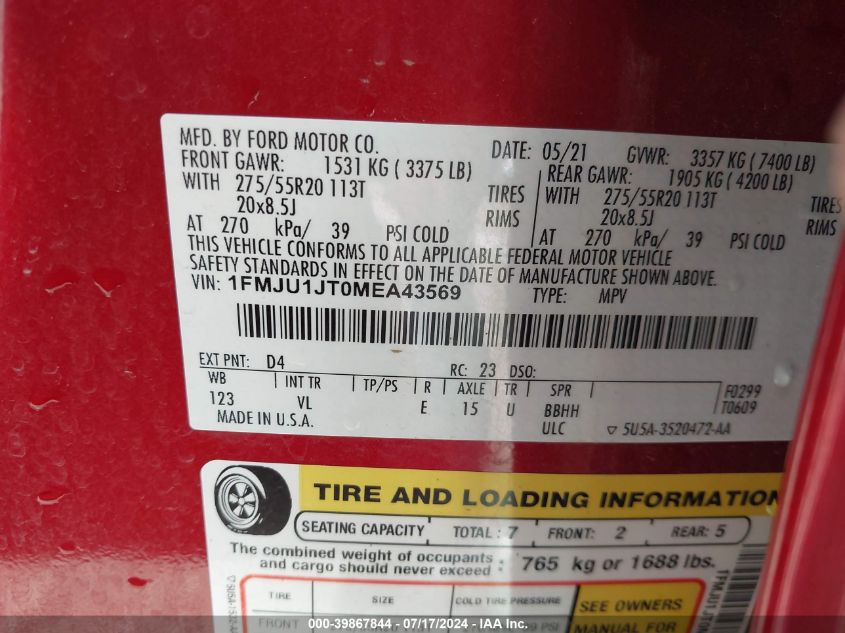 MFD. BY FORD MOTOR CO.
DATE: 05/21 GVWR: 3357 KG ( 7400 LB)
FRONT GAWR: 1531 KG ( 3375 LB)
REAR GAWR: 1905 KG ( 4200 LB)
WITH 275/55R20 113T TIRES
WITH 275/55R20 113T TIRES
20x8.5J RIMS
20x8.5J RIMS
AT 270 kPa/ 39 PSI COLD
AT 270 kPa/ 39 PSI COLD
THIS VEHICLE CONFORMS TO ALL APPLICABLE FEDERAL MOTOR VEHICLE
SAFETY STANDARDS IN EFFECT ON THE DATE OF MANUFACTURE SHOWN ABOVE.
VIN: 1FMJU1JT0MEA43569 TYPE: MPV
EXT PNT: D4 RC: 23 DSO:
WB INT TR TP/PS R AXLE TR SPR F0299
123 VL E 15 U BBHH T0609
MADE IN U.S.A. ULC 5U5A-3520472-AA
TIRE AND LOADING INFORMATION
SEATING CAPACITY TOTAL : 7 FRONT: 2 REAR: 5
The combined weight of occupants
and cargo should never exceed : 765 kg or 1688 lbs.
TIRE SIZE COLD TIRE PRESSURE SEE OWNERS
FRONT PSI MANUAL FOR
000-39867844 | 07/17/2024 | IAAI.com